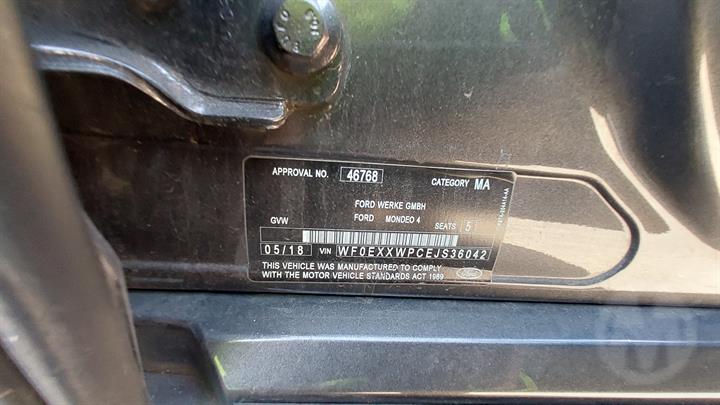 APPROVAL NO. 46768
CATEGORY MA
FORD WERKE GMBH
GVW FORD MONDEO 4 SEATS 5
05/18 VIN WF0EXXWPCEJS36042
THIS VEHICLE WAS MANUFACTURED TO COMPLY
WITH THE MOTOR VEHICLE STANDARDS ACT 1989
Ford